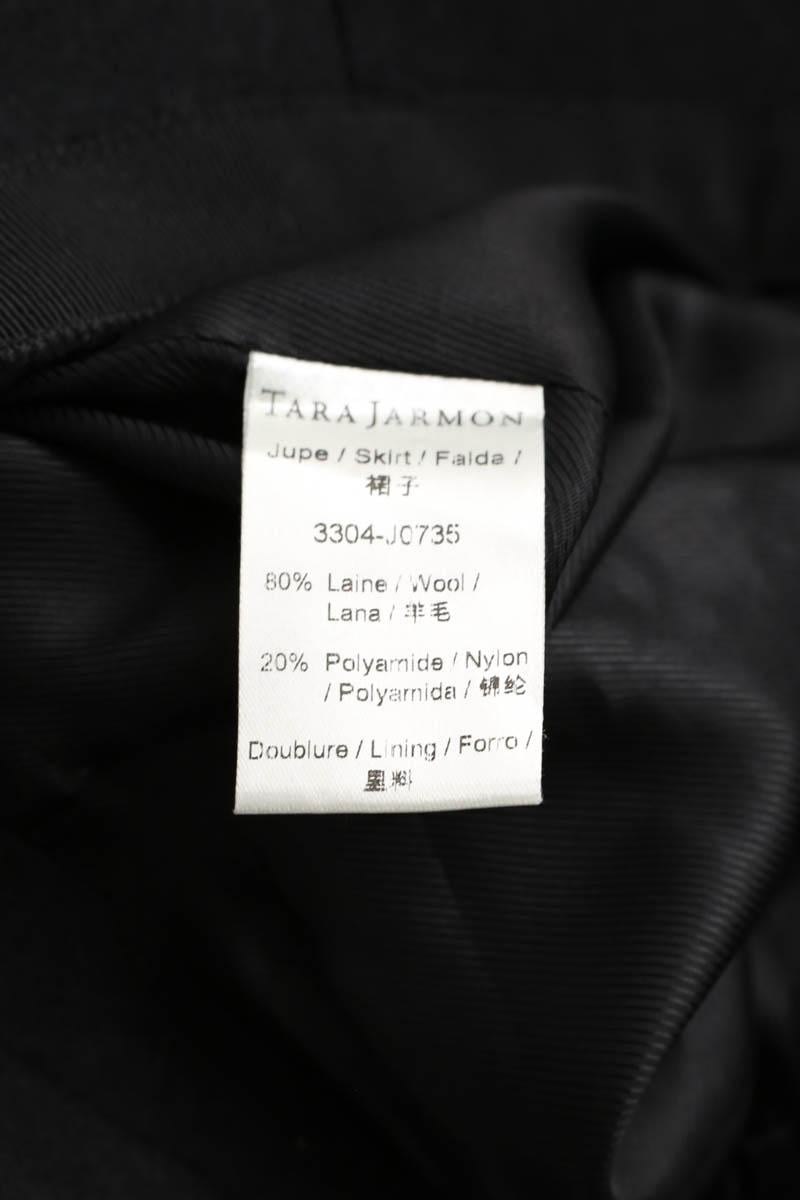 TARA JARMON
Jupe / Skirt / Falda /
裙子
3304-J0735
80% Laine / Wool /
Lana / 羊毛
20% Polyamide / Nylon
/ Polyamida / 锦纶
Doublure / Lining / Forro /
里料